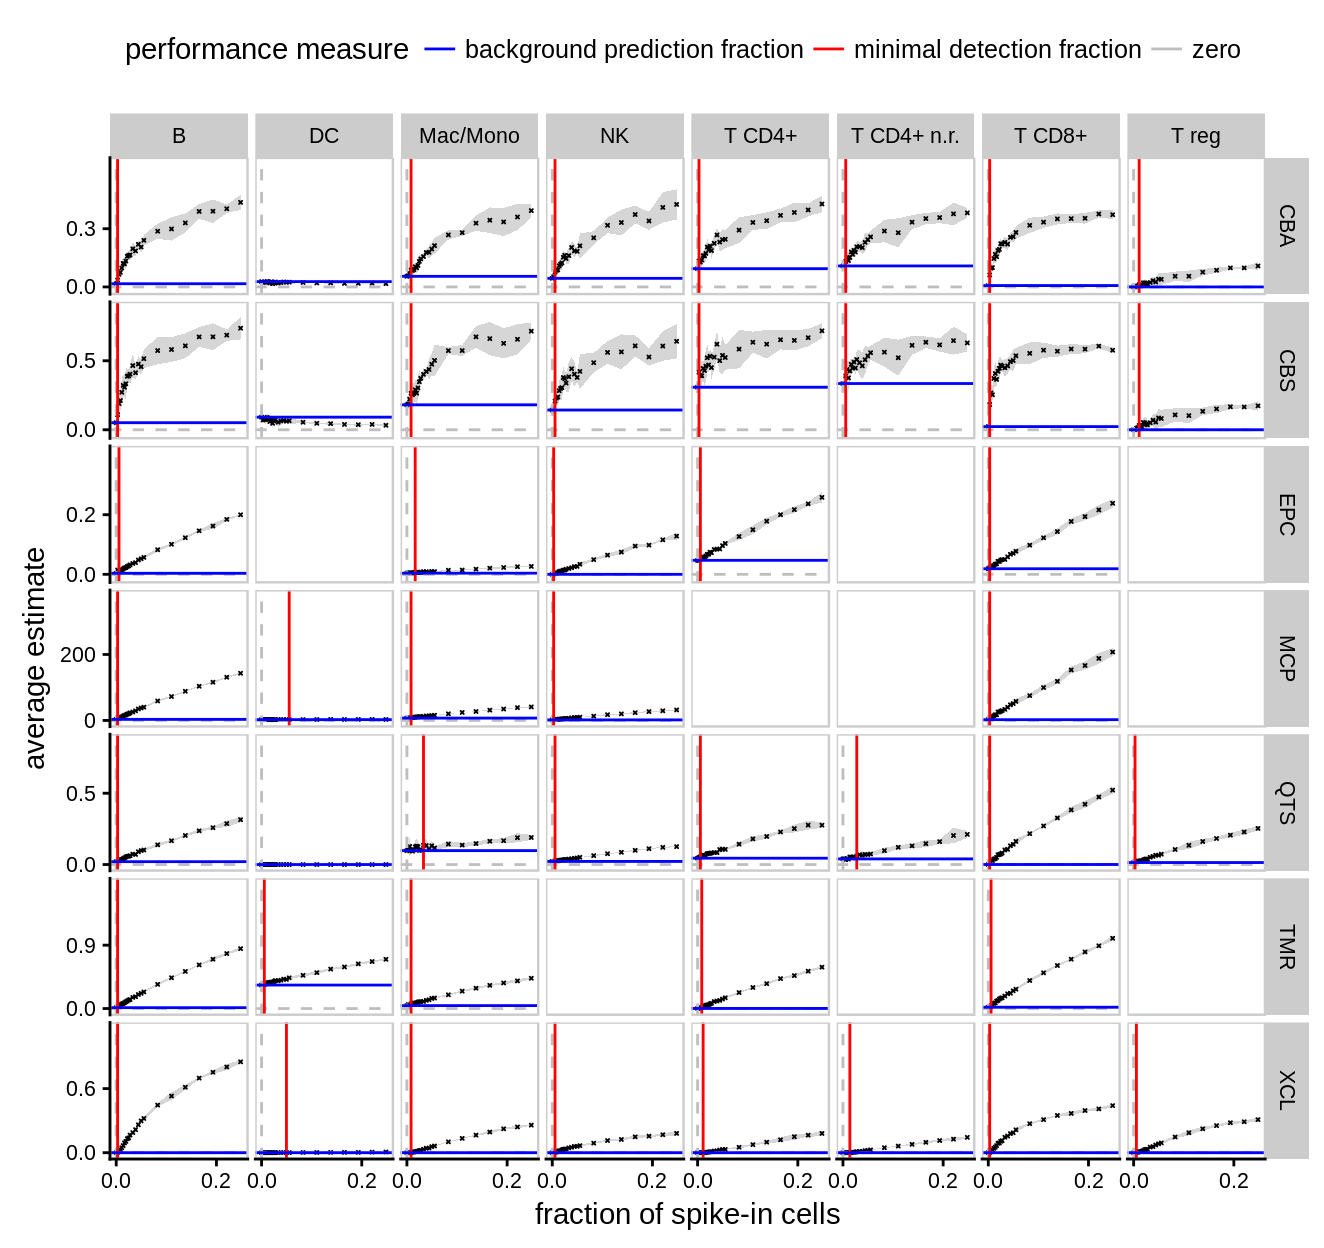 performance measure background prediction fraction minimal detection fraction zero
B DC Mac/Mono NK T CD4+ T CD4+ n.r. T CD8+ T reg
0.3
0.0
CBA
0.5
0.0
CBS
0.2
0.0
EPC
200
0
MCP
0.5
0.0
QTS
0.9
0.0
TMR
0.6
0.0
XCL
average estimate
0.0 0.2 0.0 0.2 0.0 0.2 0.0 0.2 0.0 0.2 0.0 0.2 0.0 0.2 0.0 0.2
fraction of spike-in cells